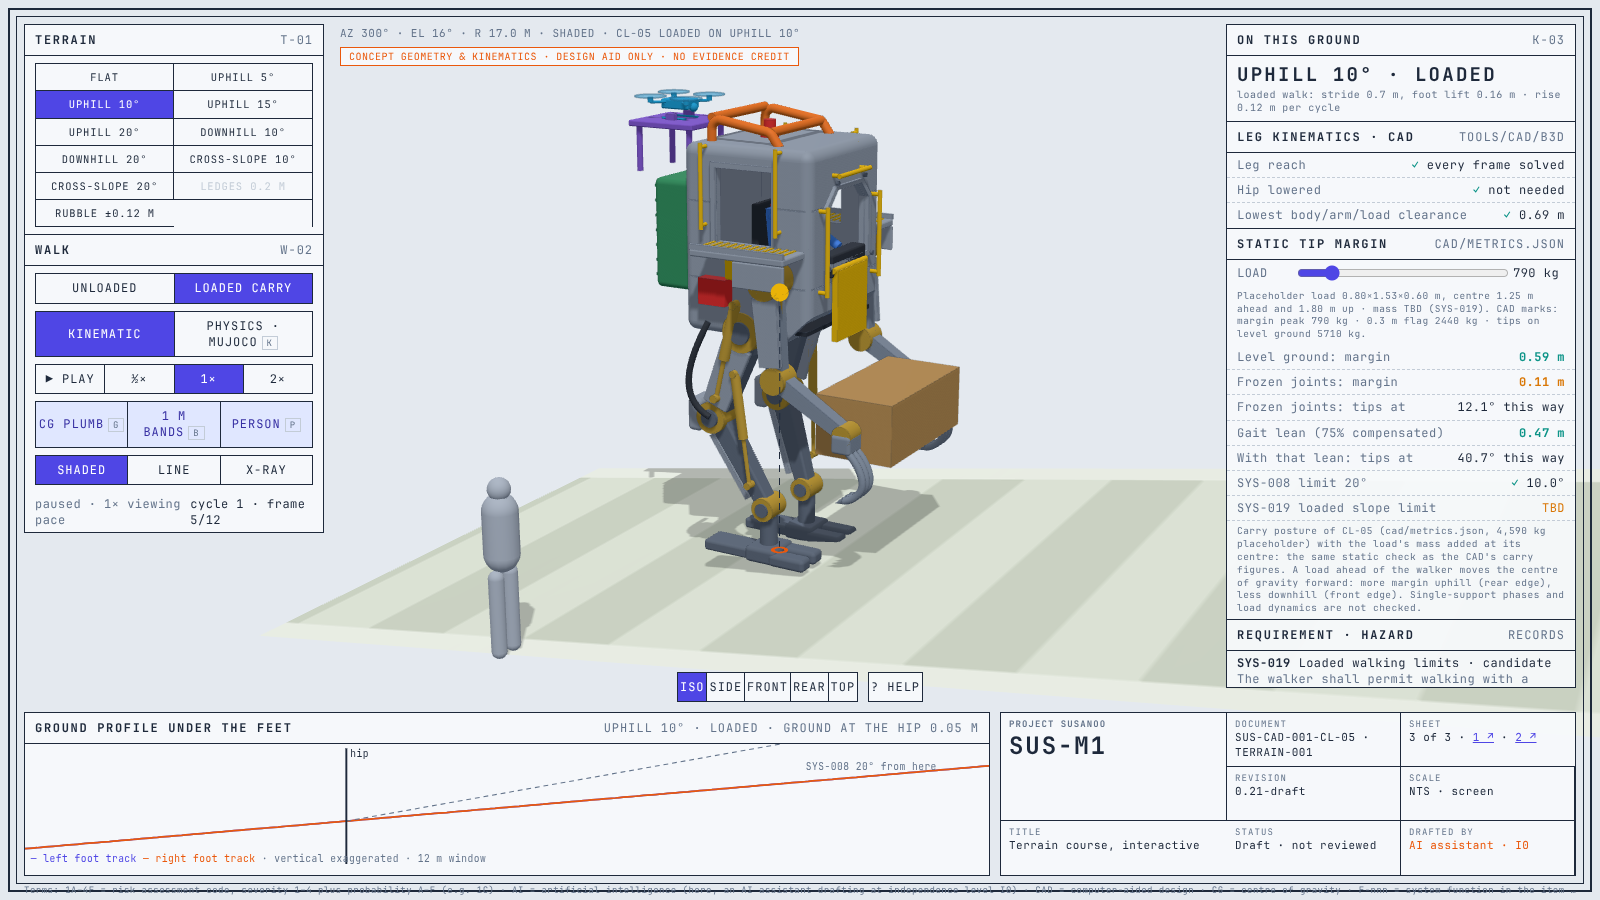 TERRAIN T-01
FLAT UPHILL 5°
UPHILL 10° UPHILL 15°
UPHILL 20° DOWNHILL 10°
DOWNHILL 20° CROSS-SLOPE 10°
CROSS-SLOPE 20° LEDGES 0.2 M
RUBBLE ±0.12 M
WALK W-02
UNLOADED LOADED CARRY
KINEMATIC PHYSICS ·
MUJOCO K
▶ PLAY ½× 1× 2×
CG PLUMB G 1 M
BANDS B PERSON P
SHADED LINE X-RAY
paused · 1× viewing
pace
cycle 1 · frame
5/12
AZ 300° · EL 16° · R 17.0 M · SHADED · CL-05 LOADED ON UPHILL 10°
CONCEPT GEOMETRY & KINEMATICS · DESIGN AID ONLY · NO EVIDENCE CREDIT
ISO SIDE FRONT REAR TOP ? HELP
ON THIS GROUND K-03
UPHILL 10° · LOADED
loaded walk: stride 0.7 m, foot lift 0.16 m · rise
0.12 m per cycle
LEG KINEMATICS · CAD TOOLS/CAD/B3D
Leg reach ✓ every frame solved
Hip lowered ✓ not needed
Lowest body/arm/load clearance ✓ 0.69 m
STATIC TIP MARGIN CAD/METRICS.JSON
LOAD 790 kg
Placeholder load 0.80×1.53×0.60 m, centre 1.25 m
ahead and 1.80 m up · mass TBD (SYS-019). CAD marks:
margin peak 790 kg · 0.3 m flag 2440 kg · tips on
level ground 5710 kg.
Level ground: margin 0.59 m
Frozen joints: margin 0.11 m
Frozen joints: tips at 12.1° this way
Gait lean (75% compensated) 0.47 m
With that lean: tips at 40.7° this way
SYS-008 limit 20° ✓ 10.0°
SYS-019 loaded slope limit TBD
Carry posture of CL-05 (cad/metrics.json, 4,590 kg
placeholder) with the load's mass added at its
centre: the same static check as the CAD's carry
figures. A load ahead of the walker moves the centre
of gravity forward: more margin uphill (rear edge),
less downhill (front edge). Single-support phases and
load dynamics are not checked.
REQUIREMENT · HAZARD RECORDS
SYS-019 Loaded walking limits · candidate
The walker shall permit walking with a
GROUND PROFILE UNDER THE FEET UPHILL 10° · LOADED · GROUND AT THE HIP 0.05 M
hip
SYS-008 20° from here
— left foot track — right foot track · vertical exaggerated · 12 m window
PROJECT SUSANOO
SUS-M1
DOCUMENT
SUS-CAD-001-CL-05 ·
TERRAIN-001
SHEET
3 of 3 · 1 ↗ · 2 ↗
REVISION
0.21-draft
SCALE
NTS · screen
TITLE
Terrain course, interactive
STATUS
Draft · not reviewed
DRAFTED BY
AI assistant · I0